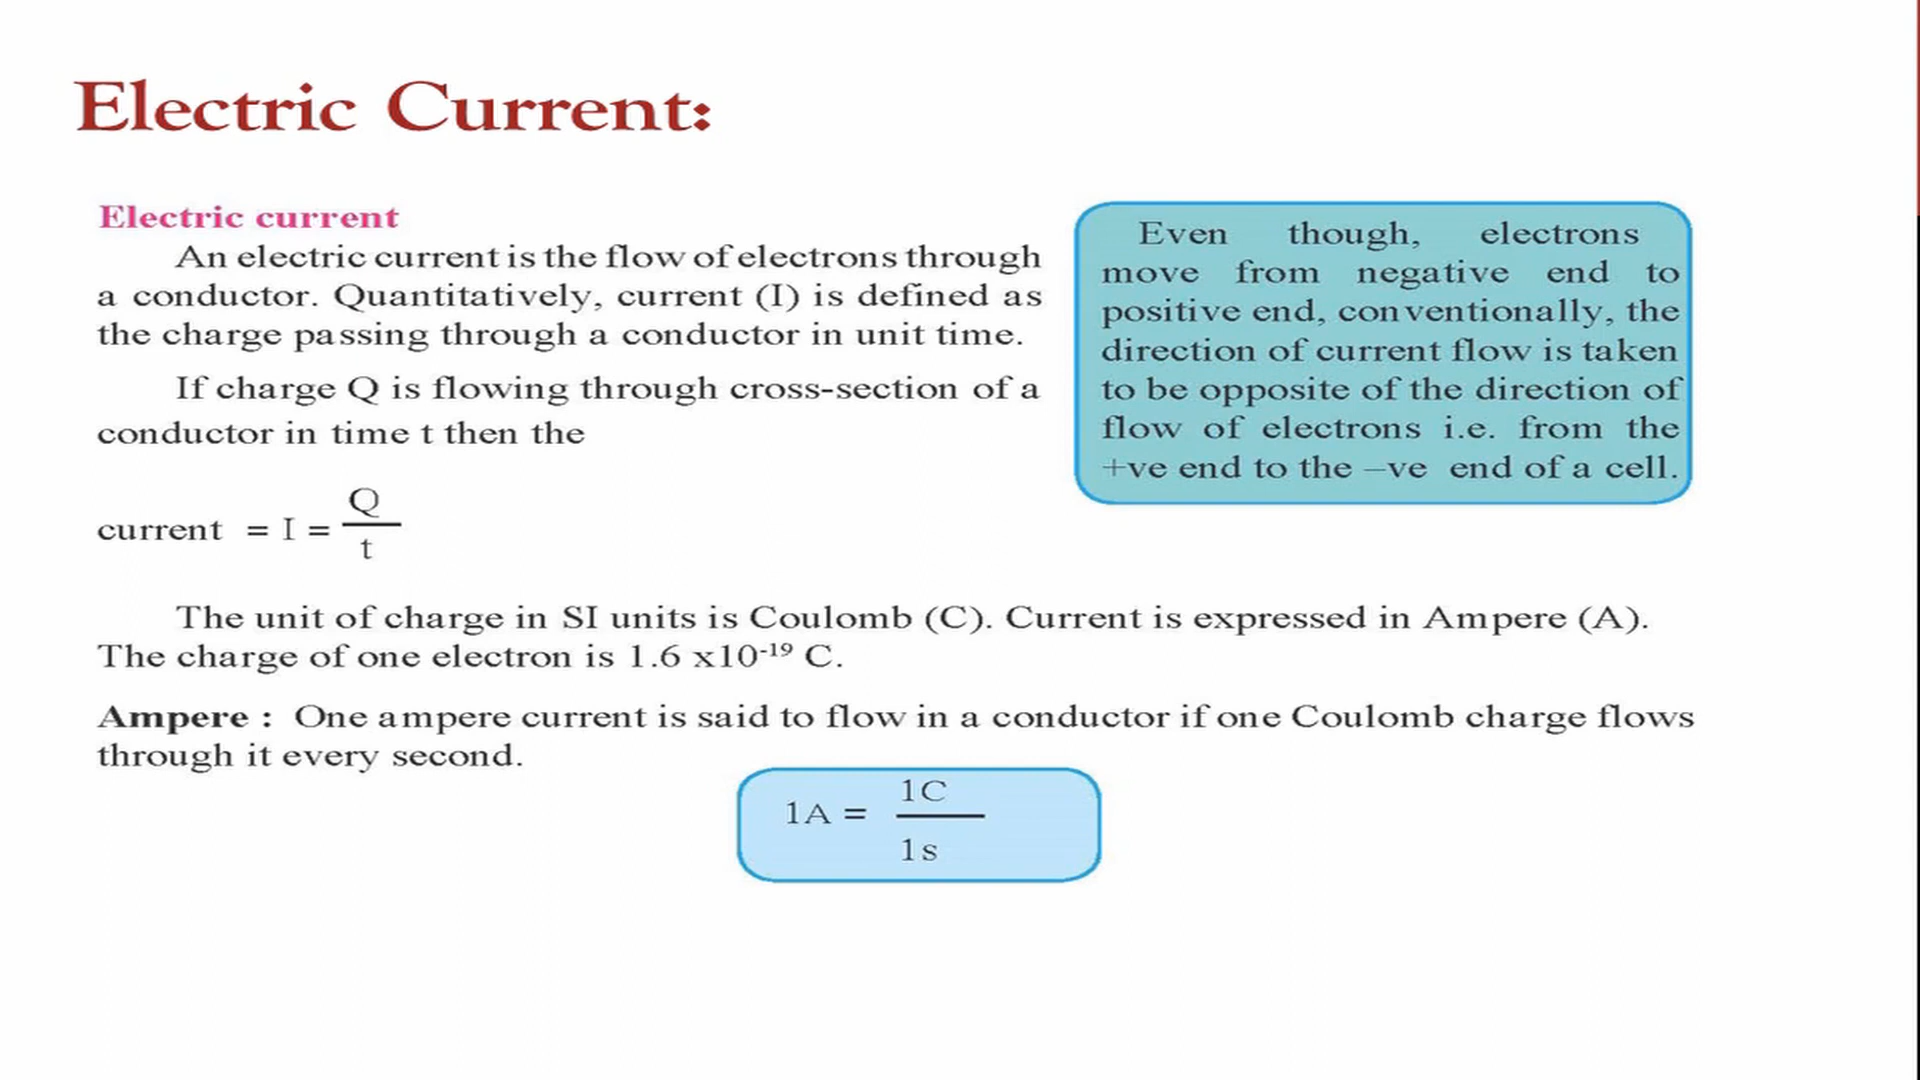 Electric Current:
Electric current
An electric current is the flow of electrons through
a conductor. Quantitatively, current (I) is defined as
the charge passing through a conductor in unit time.
If charge Q is flowing through cross-section of a
conductor in time t then the
current = I = Q
t
Even though, electrons
move from negative end to
positive end, conventionally, the
direction of current flow is taken
to be opposite of the direction of
flow of electrons i.e. from the
+ve end to the –ve end of a cell.
The unit of charge in SI units is Coulomb (C). Current is expressed in Ampere (A).
The charge of one electron is 1.6 x10⁻¹⁹ C.
Ampere : One ampere current is said to flow in a conductor if one Coulomb charge flows
through it every second.
1A = 1C
1s